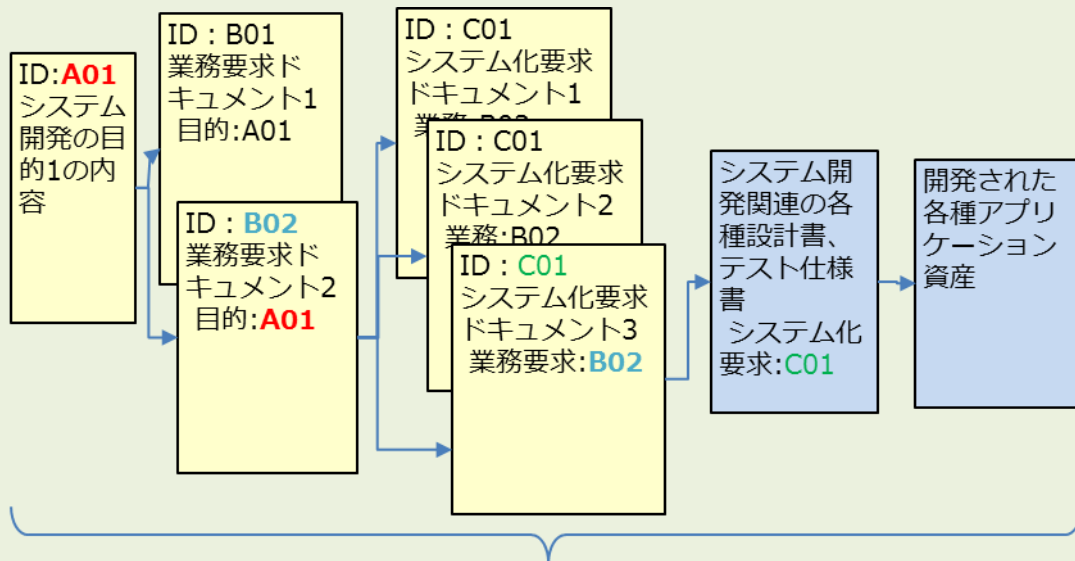 ID:A01
システム
開発の目
的1の内
容
ID：B01
業務要求ド
キュメント1
目的:A01
ID：B02
業務要求ド
キュメント2
目的:A01
ID：C01
システム化要求
ドキュメント1
業務:B02
ID：C01
システム化要求
ドキュメント2
業務:B02
ID：C01
システム化要求
ドキュメント3
業務要求:B02
システム開
発関連の各
種設計書、
テスト仕様
書
システム化
要求:C01
開発された
各種アプリ
ケーション
資産